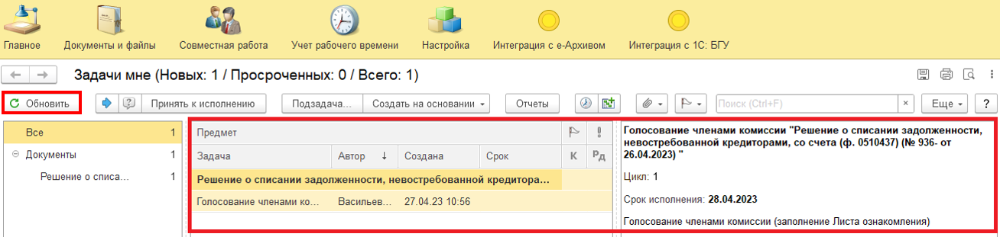 Главное Документы и файлы Совместная работа Учет рабочего времени Настройка Интеграция с е-Архивом Интеграция с 1С: БГУ
Задачи мне (Новых: 1 / Просроченных: 0 / Всего: 1)
Обновить Принять к исполнению Подзадача... Создать на основании Отчеты Поиск (Ctrl+F) × Еще ?
Все 1
Документы 1
Решение о списа... 1
Предмет
Задача Автор ↓ Создана Срок К Рд
Решение о списании задолженности, невостребованной кредитора...
Голосование членами ко... Васильев... 27.04.23 10:56
Голосование членами комиссии "Решение о списании задолженности,
невостребованной кредиторами, со счета (ф. 0510437) (№ 936- от
26.04.2023) "
Цикл: 1
Срок исполнения: 28.04.2023
Голосование членами комиссии (заполнение Листа ознакомления)